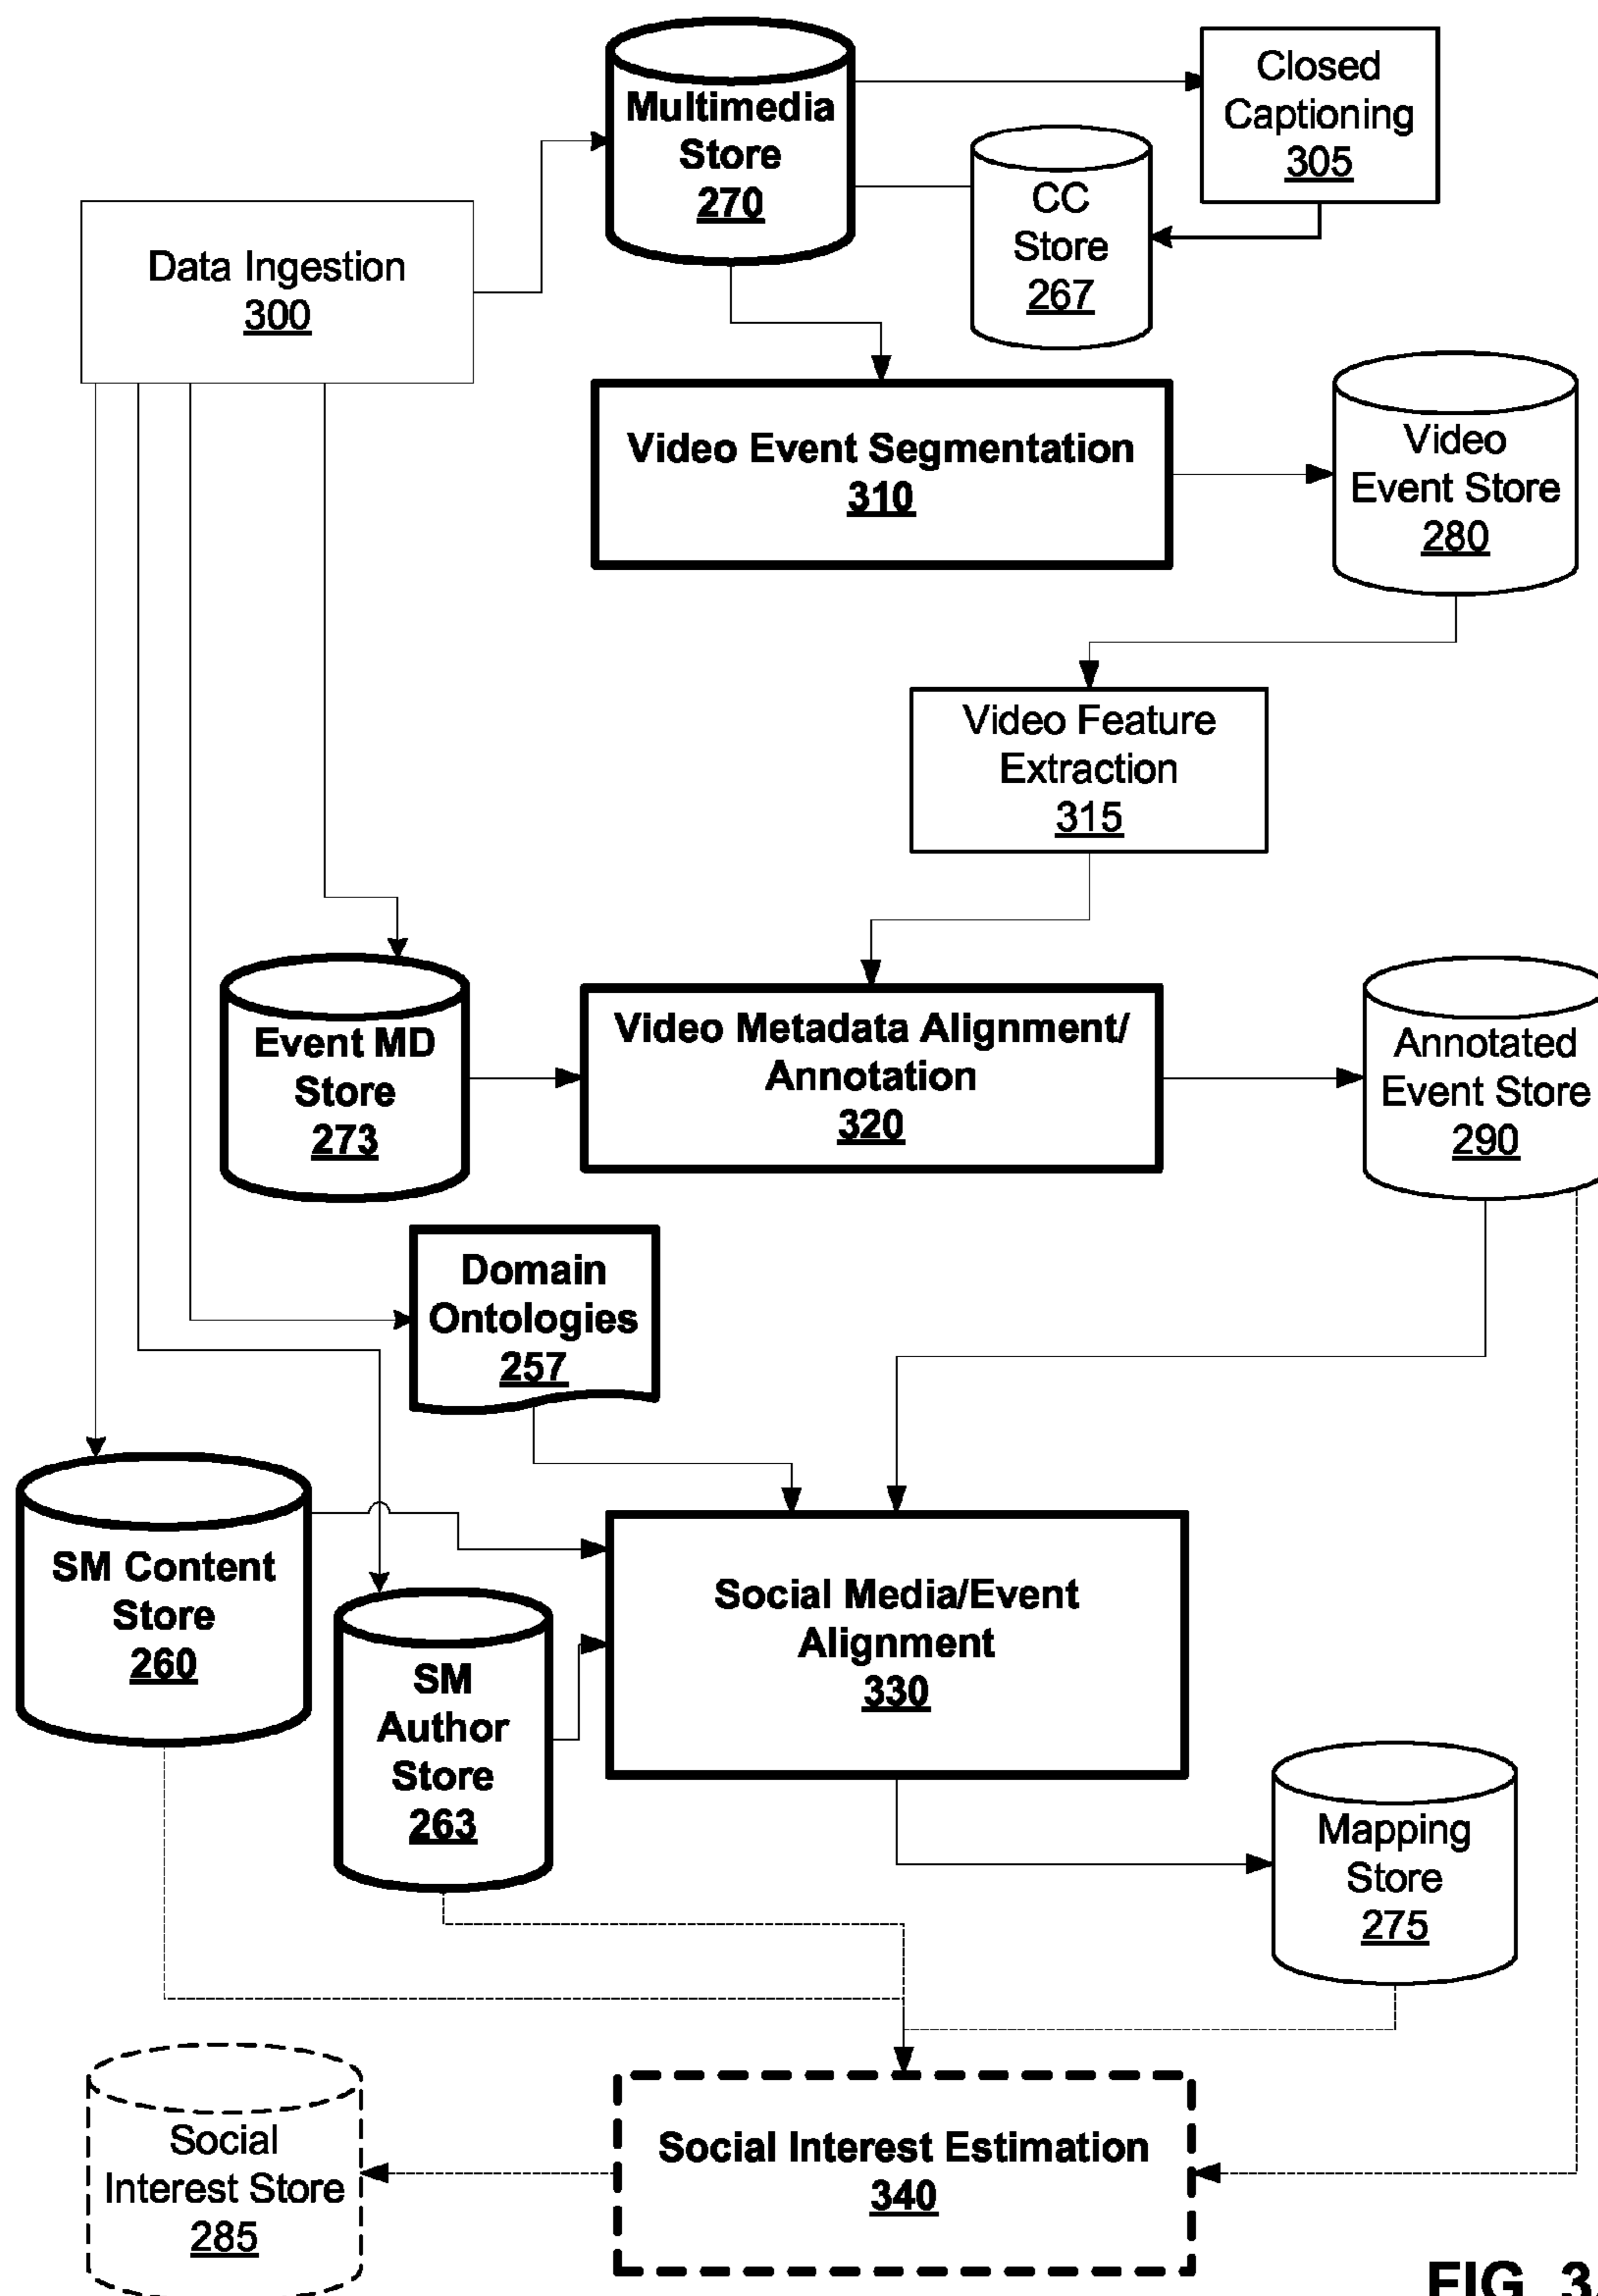 Multimedia
Store
270
Closed
Captioning
305
CC
Store
267
Data Ingestion
300
Video Event Segmentation
310
Video
Event Store
280
Video Feature
Extraction
315
Event MD
Store
273
Video Metadata Alignment/
Annotation
320
Annotated
Event Store
290
Domain
Ontologies
257
SM Content
Store
260
SM
Author
Store
263
Social Media/Event
Alignment
330
Mapping
Store
275
Social
Interest Store
285
Social Interest Estimation
340
FIG. 3